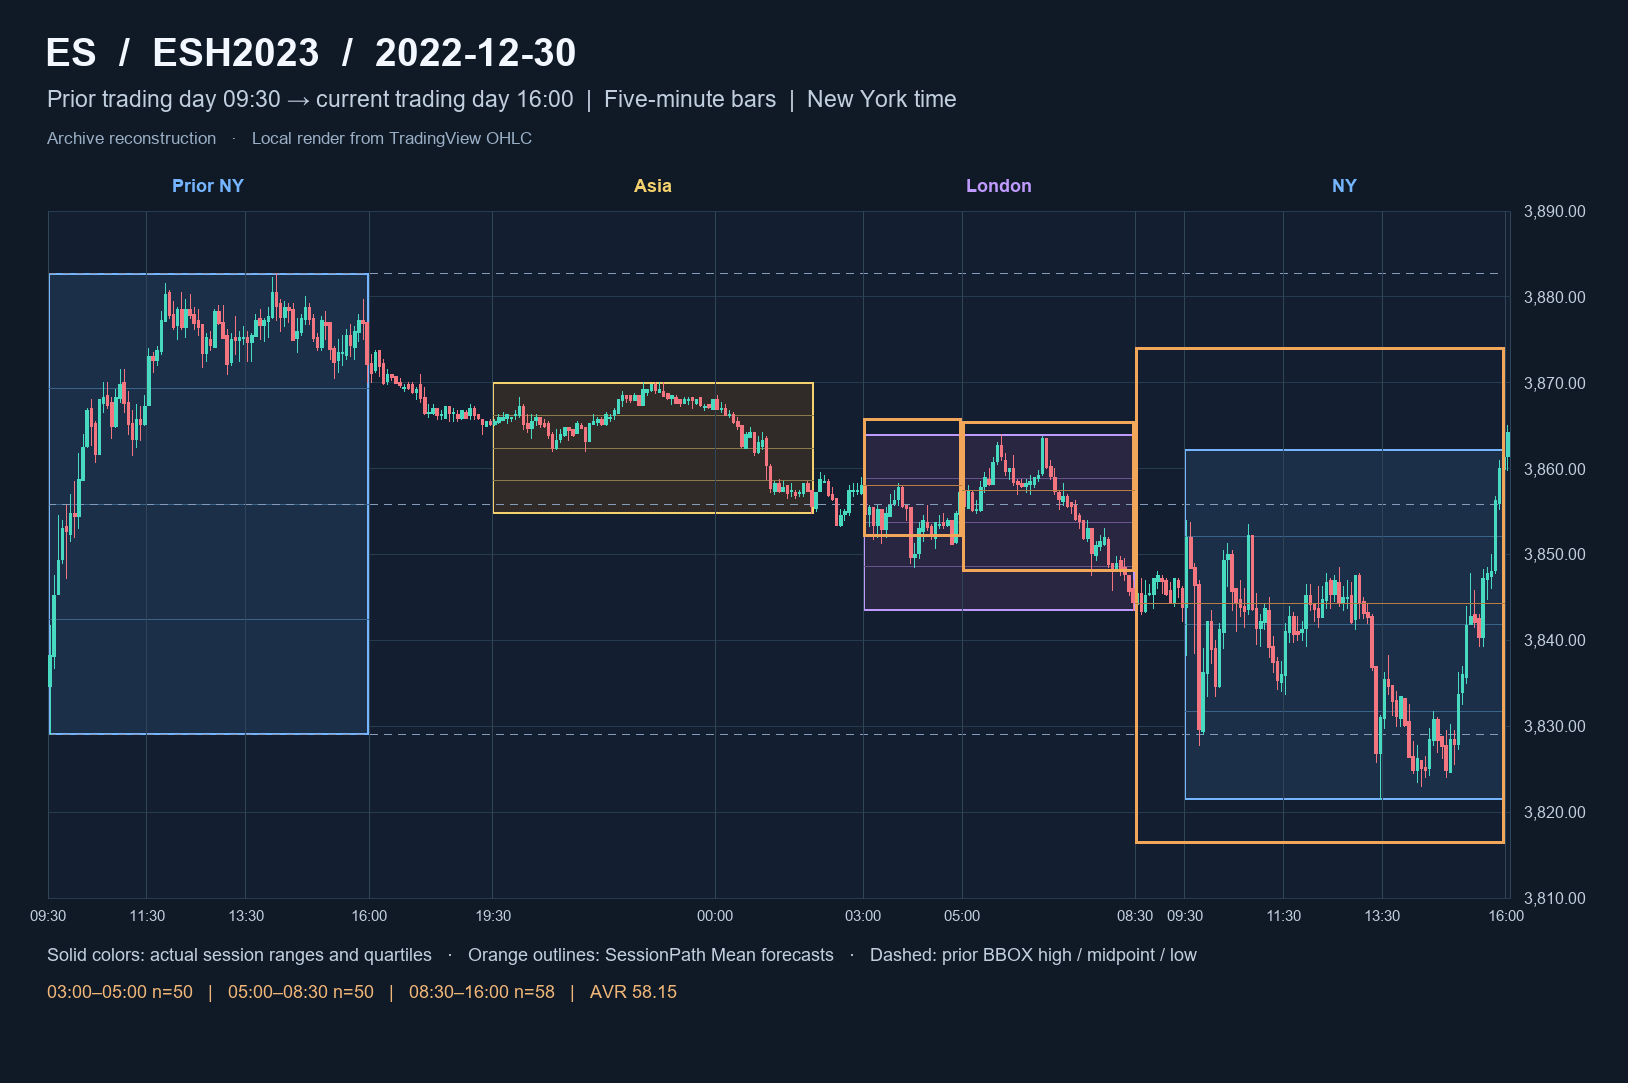 ES / ESH2023 / 2022-12-30
Prior trading day 09:30 → current trading day 16:00 | Five-minute bars | New York time
Archive reconstruction · Local render from TradingView OHLC
Prior NY Asia London NY
3,890.00
3,880.00
3,870.00
3,860.00
3,850.00
3,840.00
3,830.00
3,820.00
3,810.00
09:30 11:30 13:30 16:00 19:30 00:00 03:00 05:00 08:30 09:30 11:30 13:30 16:00
Solid colors: actual session ranges and quartiles · Orange outlines: SessionPath Mean forecasts · Dashed: prior BBOX high / midpoint / low
03:00–05:00 n=50 | 05:00–08:30 n=50 | 08:30–16:00 n=58 | AVR 58.15